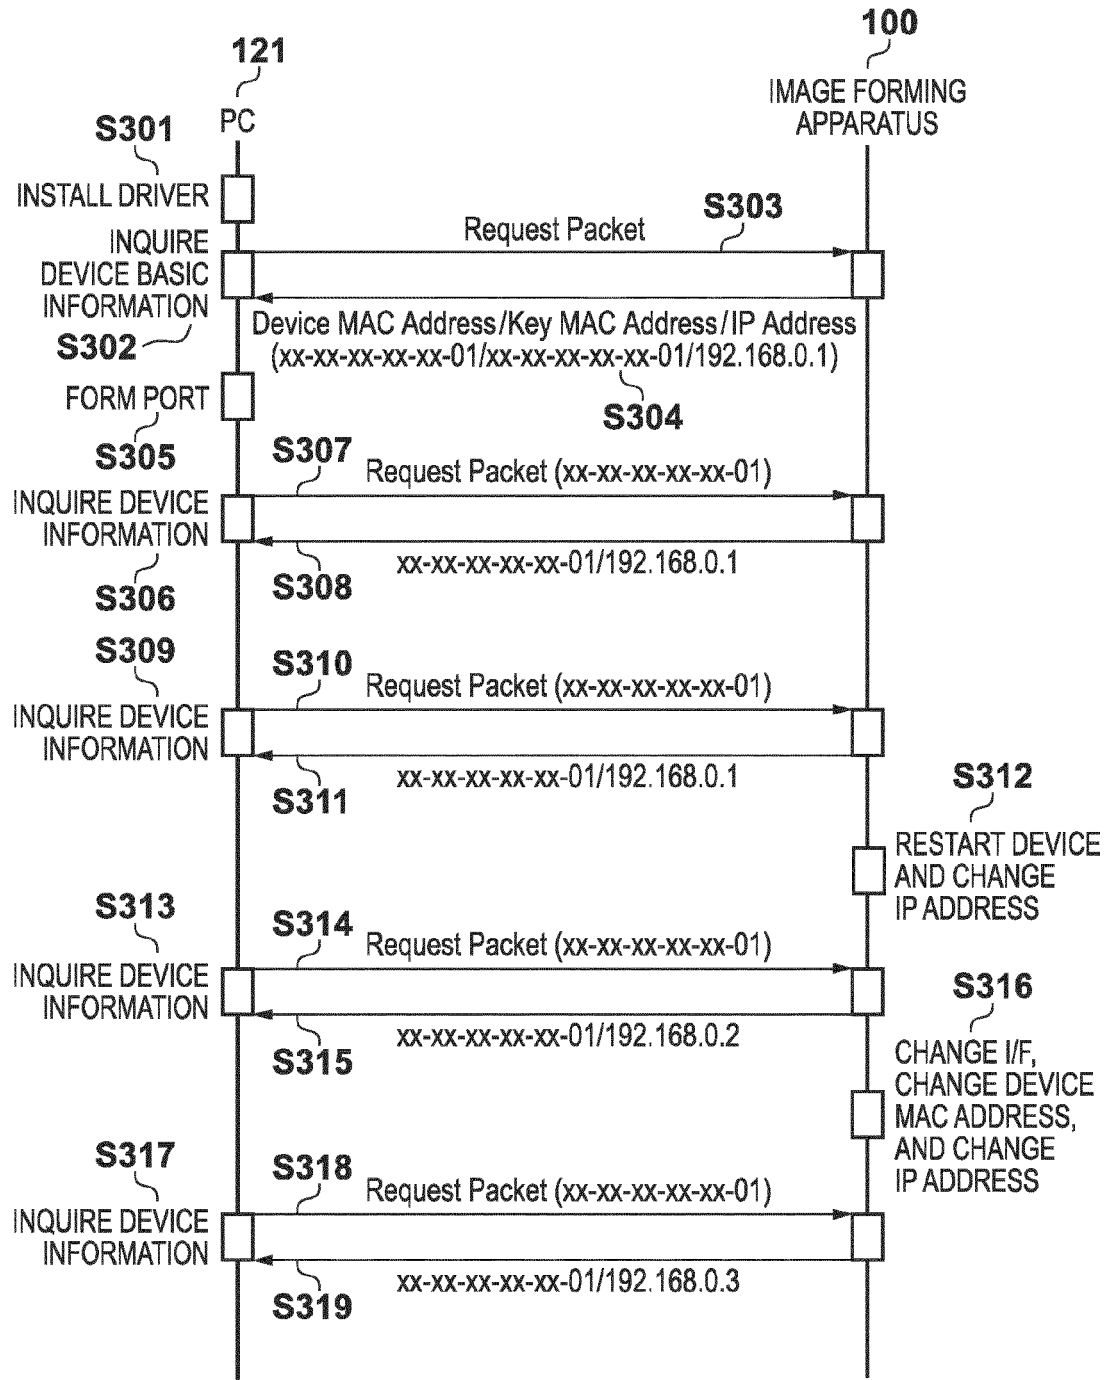 100
121
IMAGE FORMING
APPARATUS
PC
S301
INSTALL DRIVER
S303
Request Packet
INQUIRE
DEVICE BASIC
INFORMATION
S302
Device MAC Address/Key MAC Address/IP Address
(xx-xx-xx-xx-xx-01/xx-xx-xx-xx-xx-01/192.168.0.1)
S304
FORM PORT
S305
S307
Request Packet (xx-xx-xx-xx-xx-01)
INQUIRE DEVICE
INFORMATION
S306
xx-xx-xx-xx-xx-01/192.168.0.1
S308
S309
S310
Request Packet (xx-xx-xx-xx-xx-01)
INQUIRE DEVICE
INFORMATION
xx-xx-xx-xx-xx-01/192.168.0.1
S311
S312
RESTART DEVICE
AND CHANGE
IP ADDRESS
S313
S314
Request Packet (xx-xx-xx-xx-xx-01)
INQUIRE DEVICE
INFORMATION
xx-xx-xx-xx-xx-01/192.168.0.2
S315
S316
CHANGE I/F,
CHANGE DEVICE
MAC ADDRESS,
AND CHANGE
IP ADDRESS
S317
S318
Request Packet (xx-xx-xx-xx-xx-01)
INQUIRE DEVICE
INFORMATION
xx-xx-xx-xx-xx-01/192.168.0.3
S319